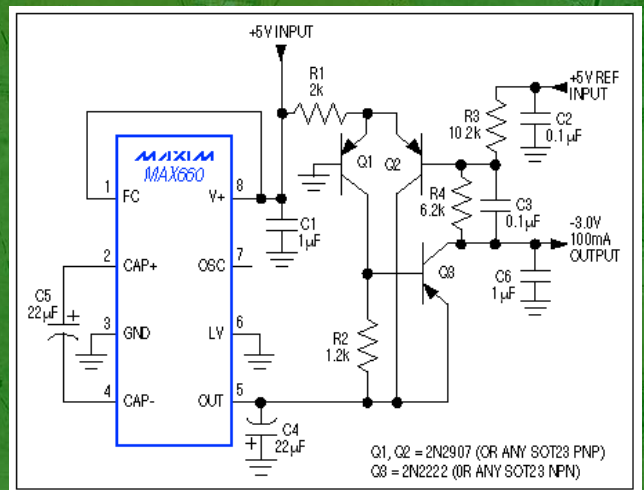 +5V INPUT
R1
2k
+5V REF
INPUT
R3
10.2k
C2
0.1µF
MAXIM
MAX660
Q1
Q2
1
FC
V+
8
R4
6.2k
C3
0.1µF
C1
1µF
-3.0V
100mA
OUTPUT
2
CAP+
OSC
7
Q3
C6
1µF
C5
22µF
+
3
GND
LV
6
R2
1.2k
4
CAP-
OUT
5
C4
22µF
+
Q1, Q2 = 2N2907 (OR ANY SOT23 PNP)
Q3 = 2N2222 (0R ANY SOT23 NPN)